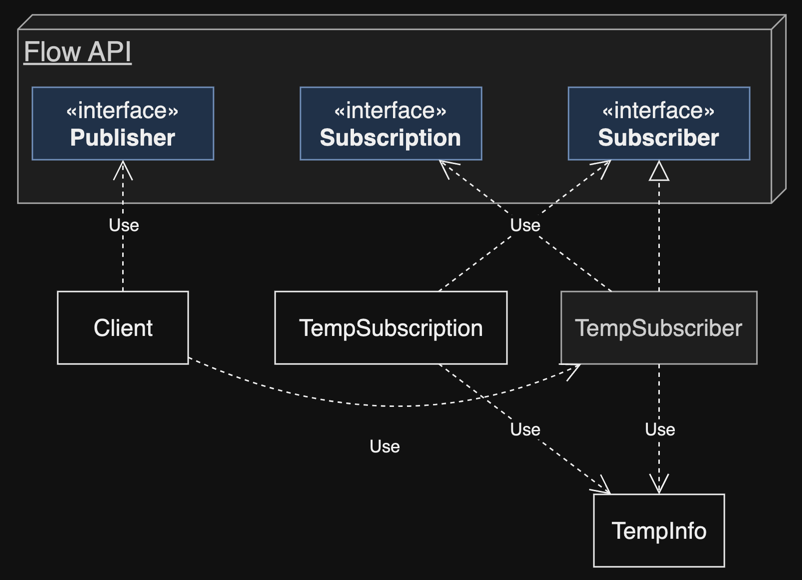 Flow API
«interface»
Publisher
«interface»
Subscription
«interface»
Subscriber
Use
Use
Client
TempSubscription
TempSubscriber
Use
Use
Use
TempInfo